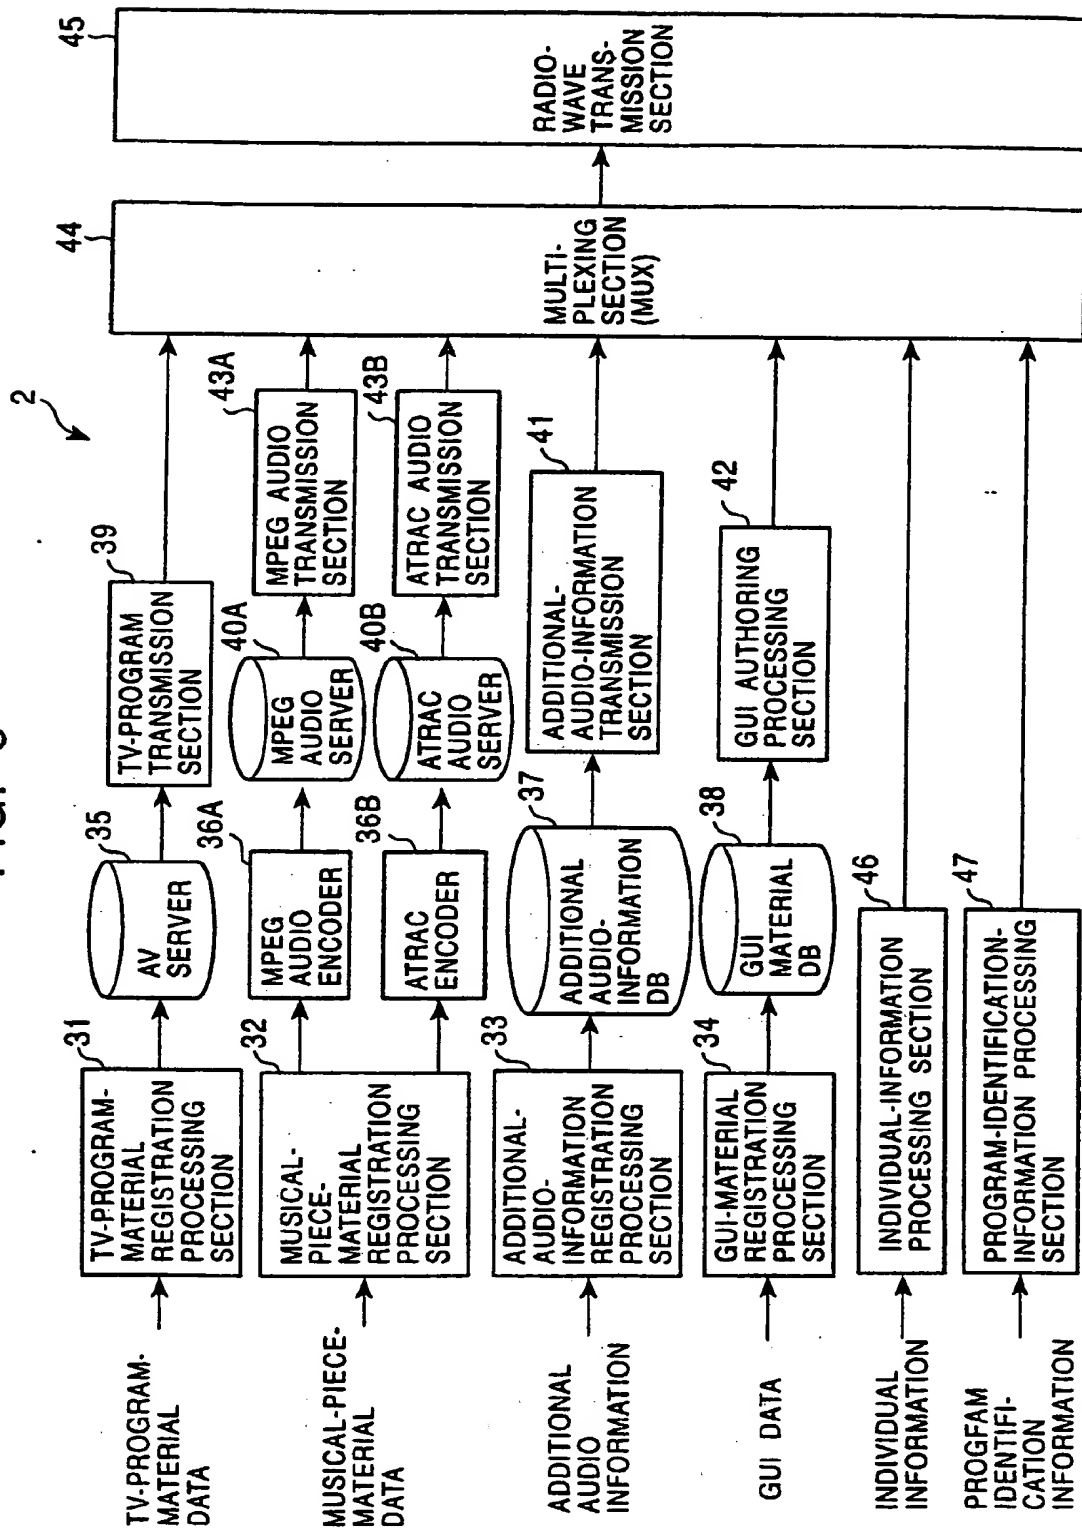 2
TV-PROGRAM-
MATERIAL
DATA
31
TV-PROGRAM-
MATERIAL
REGISTRATION
PROCESSING
SECTION
35
AV
SERVER
39
TV-PROGRAM
TRANSMISSION
SECTION
MUSICAL-PIECE-
MATERIAL
DATA
32
MUSICAL-
PIECE-
MATERIAL
REGISTRATION
PROCESSING
SECTION
36A
MPEG
AUDIO
ENCODER
40A
MPEG
AUDIO
SERVER
43A
MPEG AUDIO
TRANSMISSION
SECTION
36B
ATRAC
ENCODER
40B
ATRAC
AUDIO
SERVER
43B
ATRAC AUDIO
TRANSMISSION
SECTION
ADDITIONAL
AUDIO
INFORMATION
33
ADDITIONAL-
AUDIO-
INFORMATION
REGISTRATION
PROCESSING
SECTION
37
ADDITIONAL
AUDIO-
INFORMATION
DB
41
ADDITIONAL-
AUDIO-INFORMATION
TRANSMISSION
SECTION
GUI DATA
34
GUI-MATERIAL
REGISTRATION
PROCESSING
SECTION
38
GUI
MATERIAL
DB
42
GUI AUTHORING
PROCESSING
SECTION
INDIVIDUAL
INFORMATION
46
INDIVIDUAL-INFORMATION
PROCESSING SECTION
PROGFAM
IDENTIFI-
CATION
INFORMATION
47
PROGRAM-IDENTIFICATION-
INFORMATION PROCESSING
SECTION
44
MULTI-
PLEXING
SECTION
(MUX)
45
RADIO-
WAVE
TRANS-
MISSION
SECTION